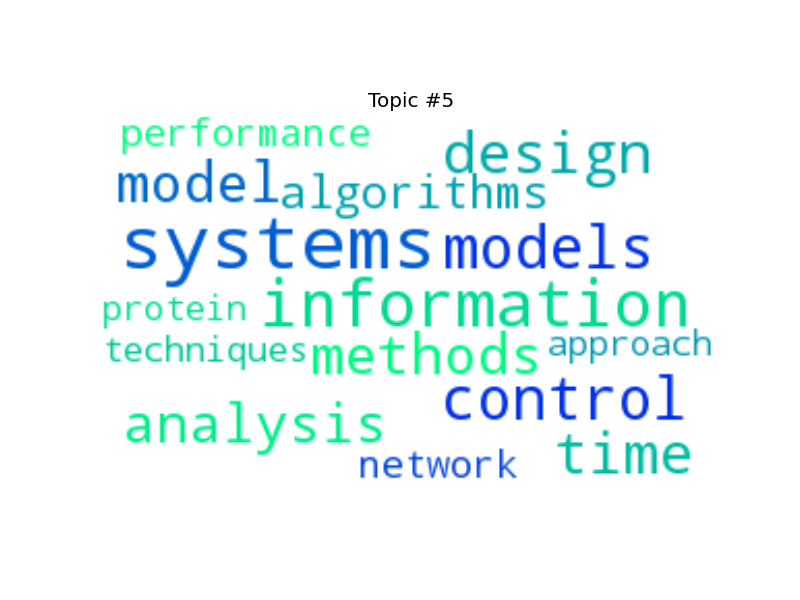 Topic #5
performance
design
model algorithms
systems models
protein information
techniques methods approach
control
analysis
time
network